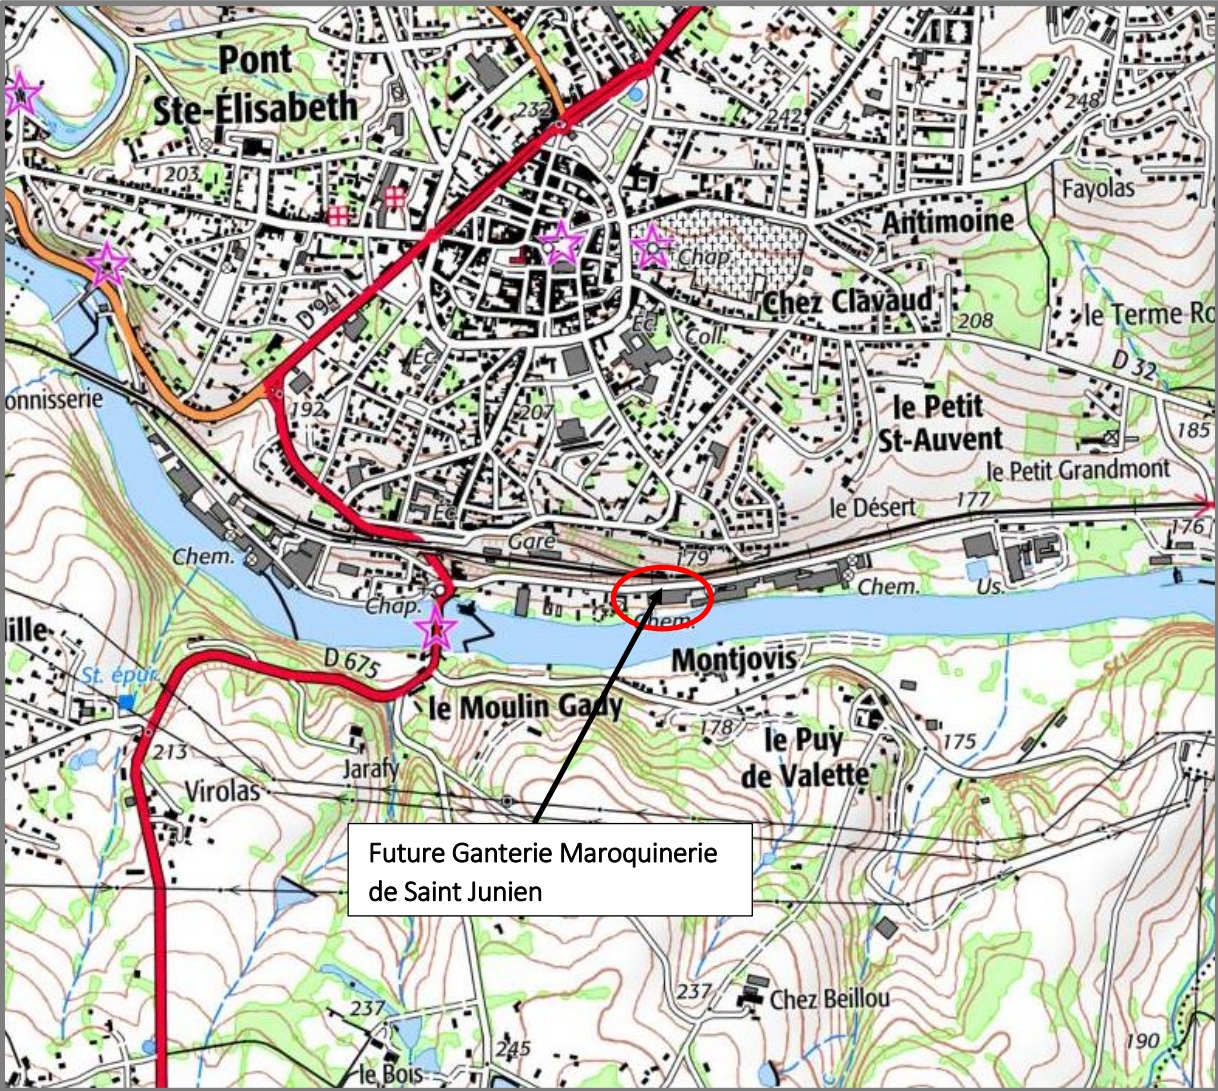 Pont
Ste-Élisabeth
232
242
248
203
Fayolas
Antimoine
Chap.
Chez Clavaud
208
le Terme Ro
D 941
Ec.
Coll.
Ec.
D 32
onnisserie
192
207
le Petit
St-Auvent
185
le Petit Grandmont
le Désert
177
Ec.
176
Gare
179
Chem.
Chem.
Us.
Chap.
Chem.
ille
D 675
Montjovis
St. épur.
le Moulin Gady
178
le Puy
de Valette
175
213
Jarafy
Virolas
Future Ganterie Maroquinerie
de Saint Junien
237
Chez Beillou
237
190
245
le Bois